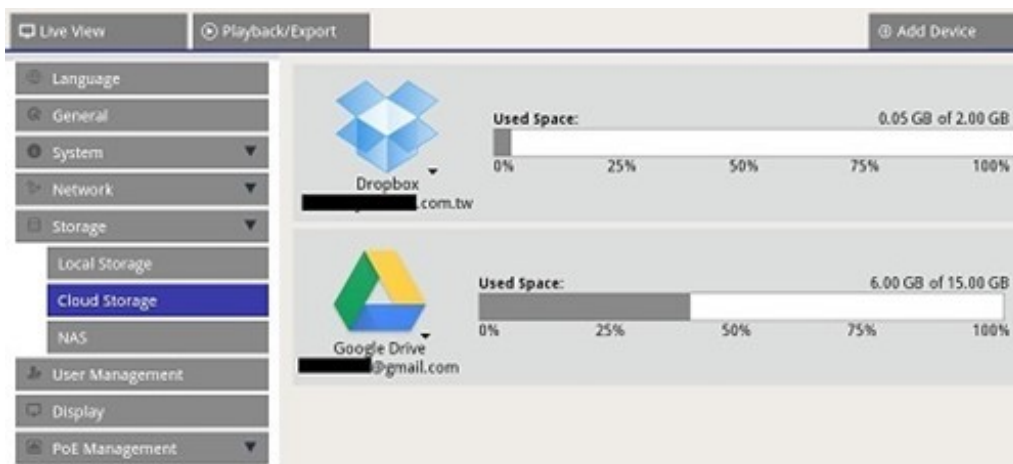 Live View
Playback/Export
Add Device
Language
General
System
Network
Storage
Local Storage
Cloud Storage
NAS
User Management
Display
PoE Management
Used Space: 0.05 GB of 2.00 GB
0% 25% 50% 75% 100%
Dropbox
.com.tw
Used Space: 6.00 GB of 15.00 GB
0% 25% 50% 75% 100%
Google Drive
@gmail.com